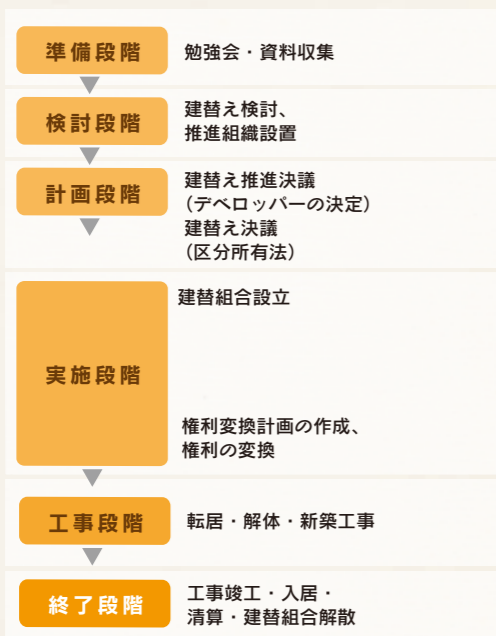 準備段階
勉強会・資料収集
検討段階
建替え検討、
推進組織設置
計画段階
建替え推進決議
(デベロッパーの決定)
建替え決議
(区分所有法)
実施段階
建替組合設立
権利変換計画の作成、
権利の変換
工事段階
転居・解体・新築工事
終了段階
工事竣工・入居・
清算・建替組合解散